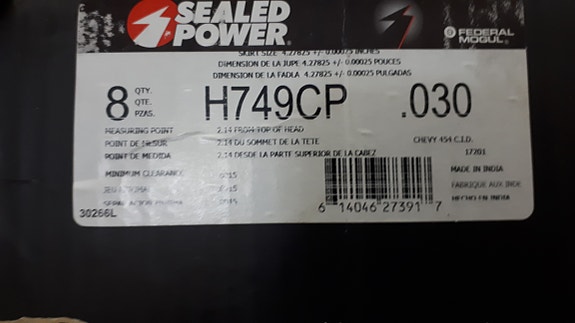 SEALED
POWER®
FEDERAL
MOGUL®
SKIRT SIZE 4.27825 +/- 0.00025 INCHES
DIMENSION DE LA JUPE 4.27825 +/- 0.00025 POUCES
DIMENSION DE LA FADLA 4.27825 +/- 0.00025 PULGADAS
8 QTY. H749CP .030
QTE.
PZAS.
MEASURING POINT 2.14 FROM TOP OF HEAD
POINT DE 2.14 DU SOMMET DE LA TETE CHEVY 454 C.I.D.
POINT DE MEDIDA 2.14 DESDE LA PARTE SUPERIOR DE LA CABEZ 17201
MINIMUM CLEARANCE MADE IN INDIA
FABRIQUE AUX INDE
HECHO EN INDIA
6 14046 27391 7
30266L